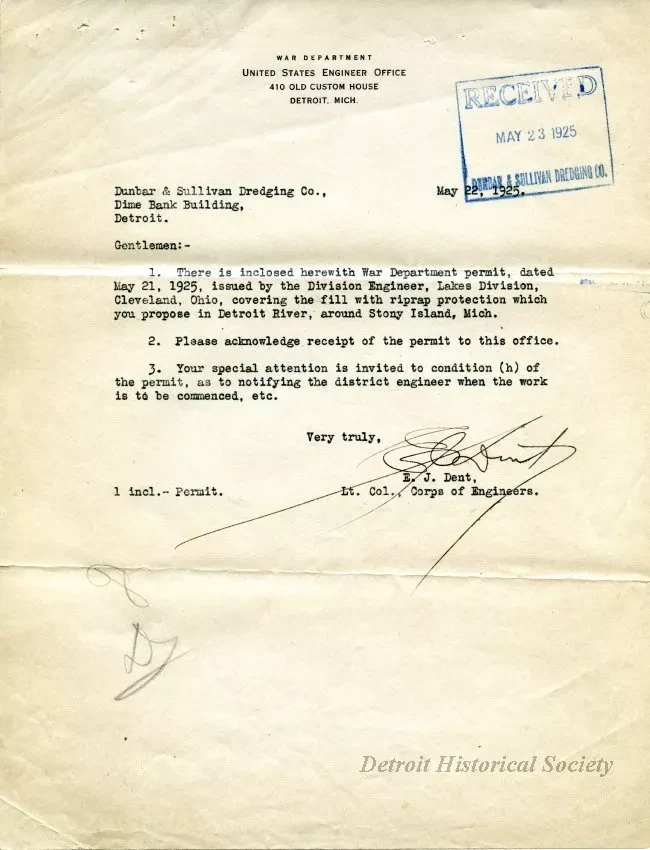 WAR DEPARTMENT
UNITED STATES ENGINEER OFFICE
410 OLD CUSTOM HOUSE
DETROIT, MICH.
RECEIVED
MAY 23 1925
DUNBAR & SULLIVAN DREDGING CO.
Dunbar & Sullivan Dredging Co., May 22, 1925.
Dime Bank Building,
Detroit.
Gentlemen:-
1. There is inclosed herewith War Department permit, dated
May 21, 1925, issued by the Division Engineer, Lakes Division,
Cleveland, Ohio, covering the fill with riprap protection which
you propose in Detroit River, around Stony Island, Mich.
2. Please acknowledge receipt of the permit to this office.
3. Your special attention is invited to condition (h) of
the permit, as to notifying the district engineer when the work
is to be commenced, etc.
Very truly,
E. J. Dent,
1 incl.- Permit. Lt. Col., Corps of Engineers.
Detroit Historical Society